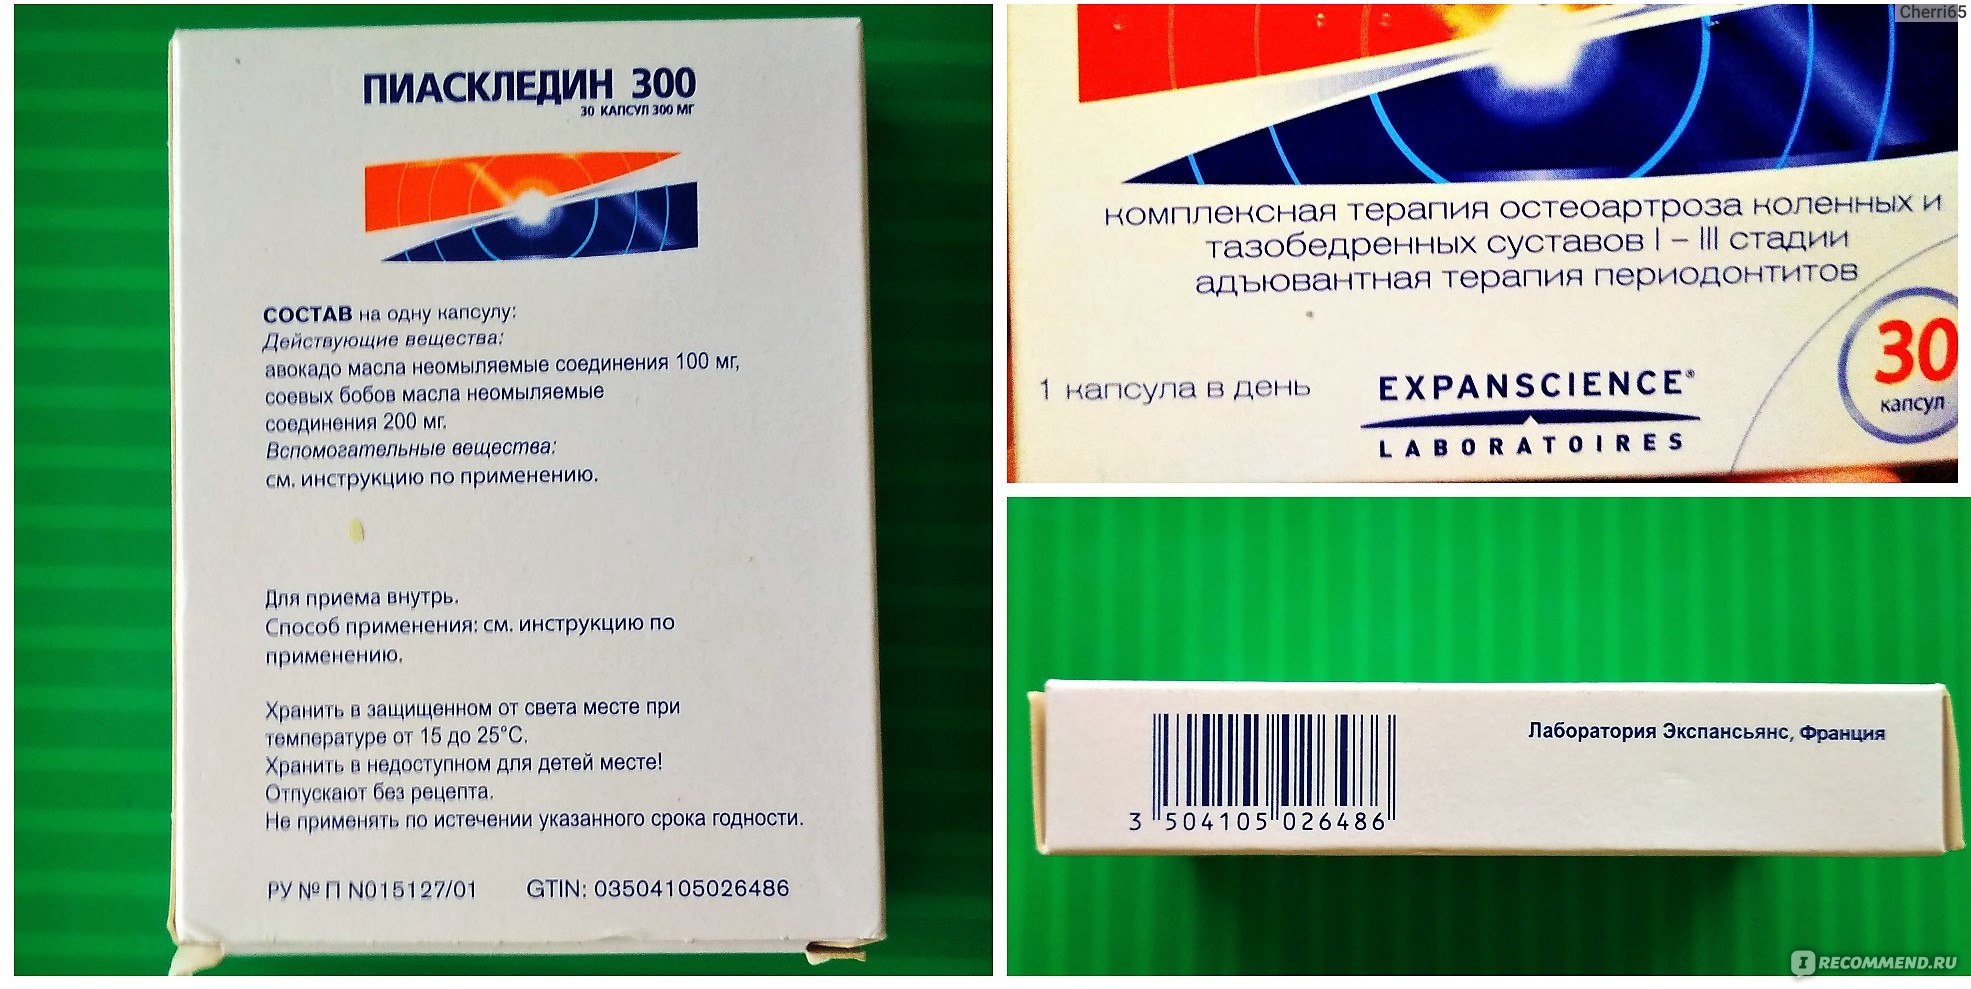 ПИАСКЛЕДИН 300
30 КАПСУЛ 300 МГ
СОСТАВ на одну капсулу:
Действующие вещества:
авокадо масла неомыляемые соединения 100 мг,
соевых бобов масла неомыляемые
соединения 200 мг.
Вспомогательные вещества:
см. инструкцию по применению.
Для приема внутрь.
Способ применения: см. инструкцию по
применению.
Хранить в защищенном от света месте при
температуре от 15 до 25°С.
Хранить в недоступном для детей месте!
Отпускают без рецепта.
Не применять по истечении указанного срока годности.
РУ № П N015127/01 GTIN: 03504105026486
Cherri65
комплексная терапия остеоартроза коленных и
тазобедренных суставов I – III стадии
адъювантная терапия периодонтитов
30
капсул
1 капсула в день
EXPANSCIENCE®
LABORATOIRES
Лаборатория Экспансьянс, Франция
3 504105 026486
IRECOMMEND.RU